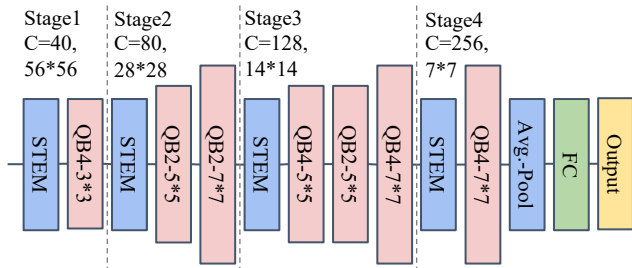 Stage1
C=40,
56*56
Stage2
C=80,
28*28
Stage3
C=128,
14*14
Stage4
C=256,
7*7
STEM
QB4-3*3
STEM
QB2-5*5
QB2-7*7
STEM
QB4-5*5
QB2-5*5
QB4-7*7
STEM
QB4-7*7
Avg.-Pool
FC
Output